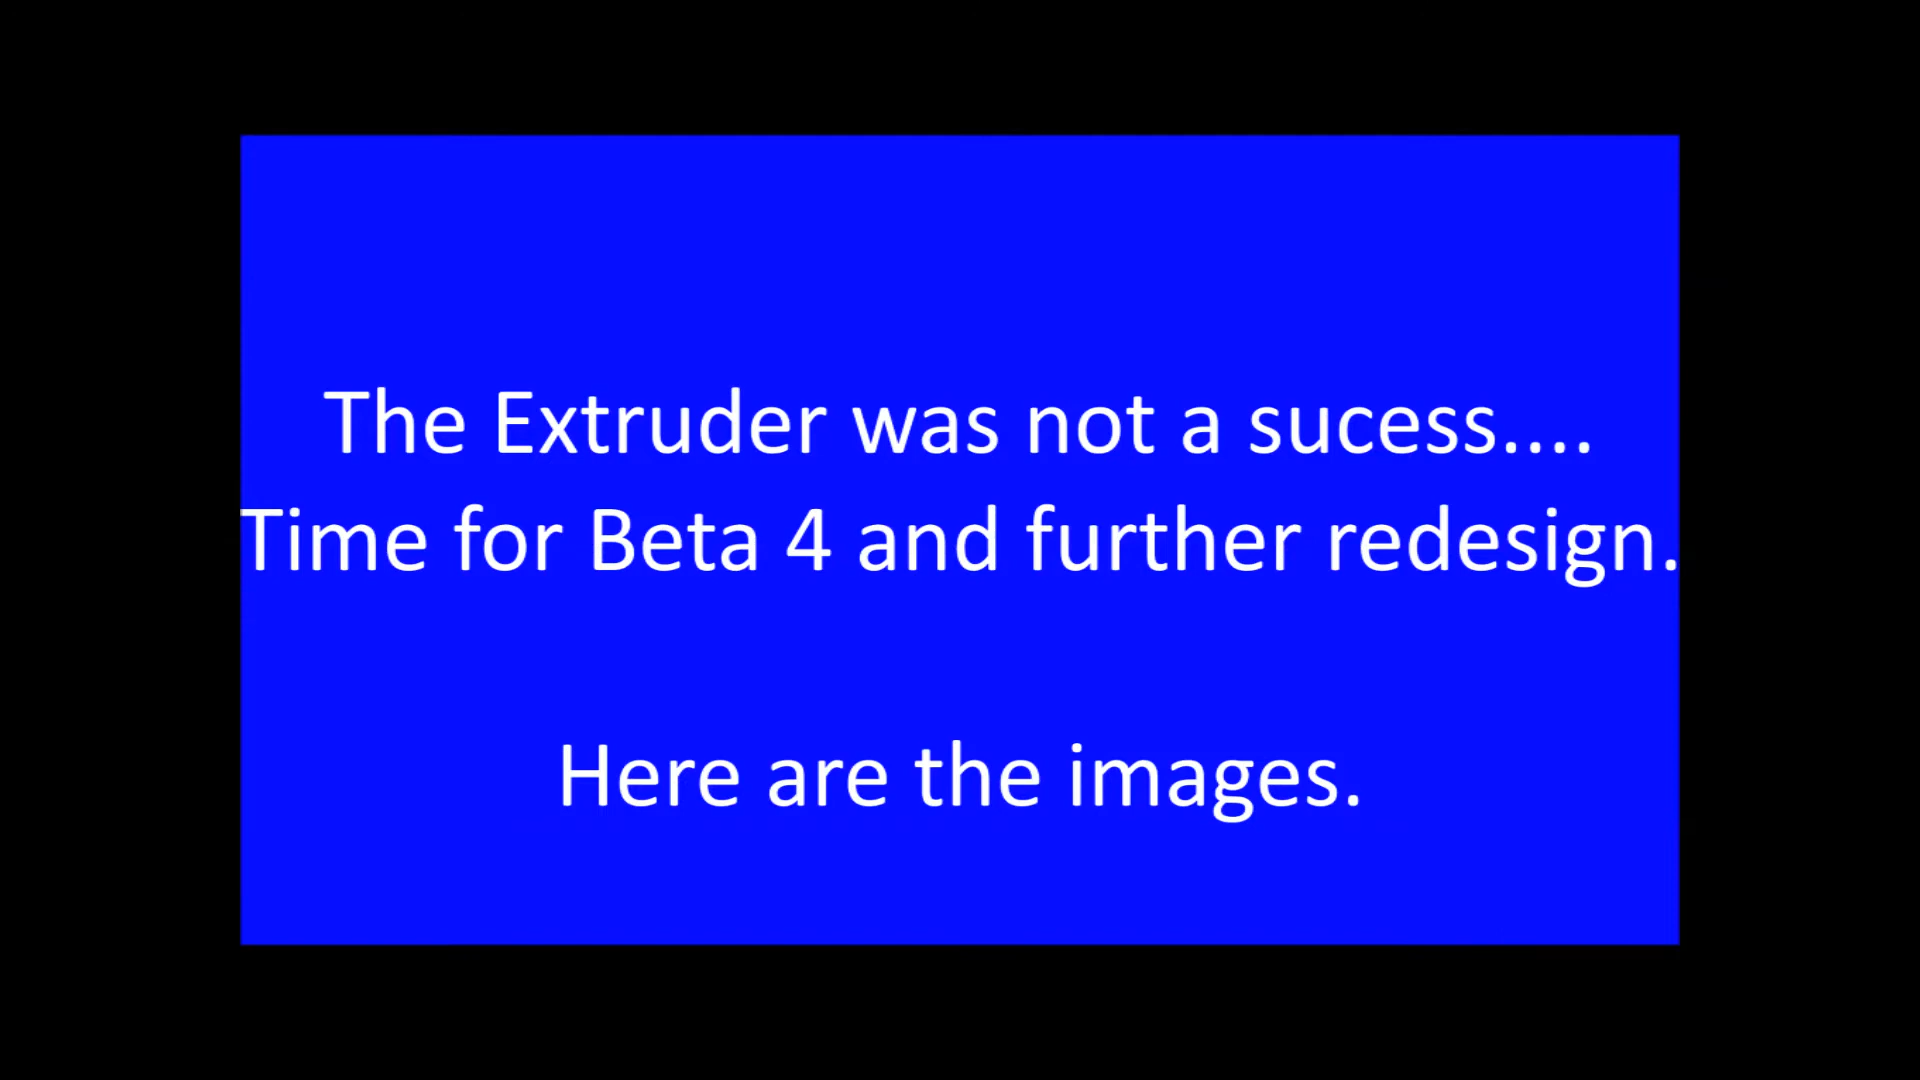 The Extruder was not a sucess....
Time for Beta 4 and further redesign.
Here are the images.